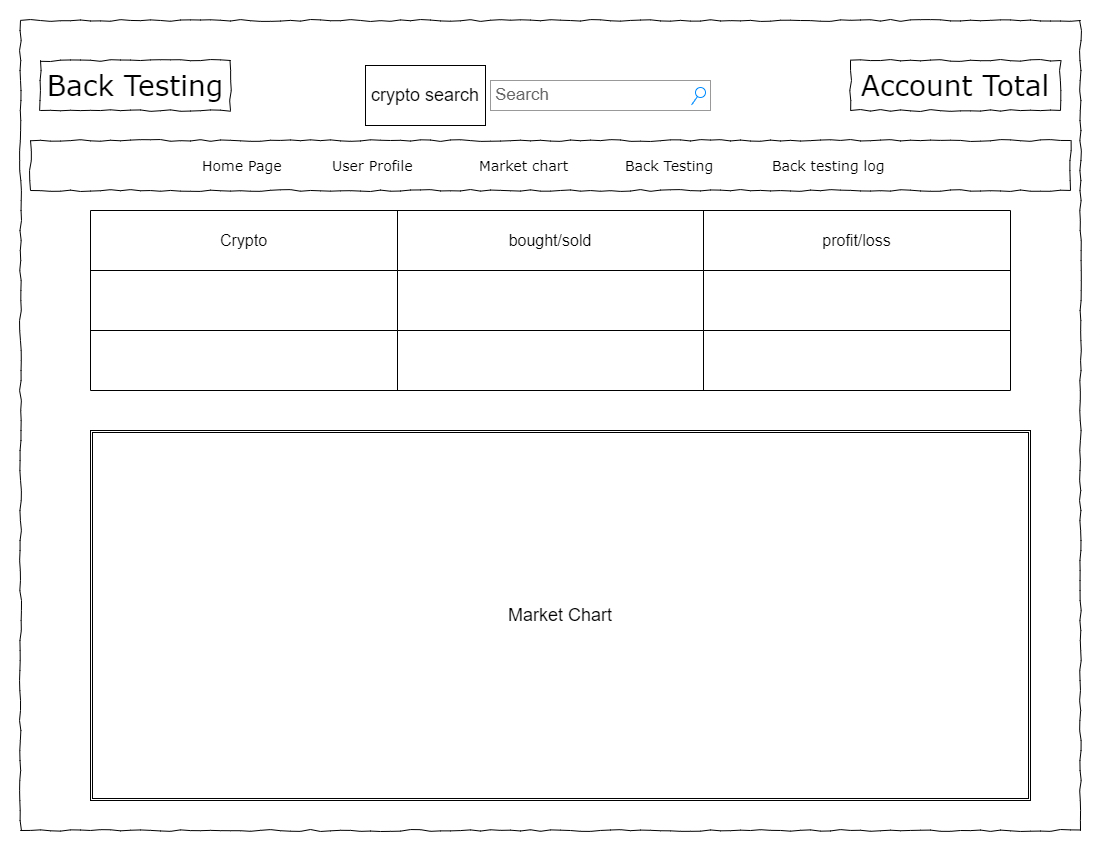 Back Testing
crypto search
Search
Account Total
Home Page
User Profile
Market chart
Back Testing
Back testing log
Crypto
bought/sold
profit/loss
Market Chart